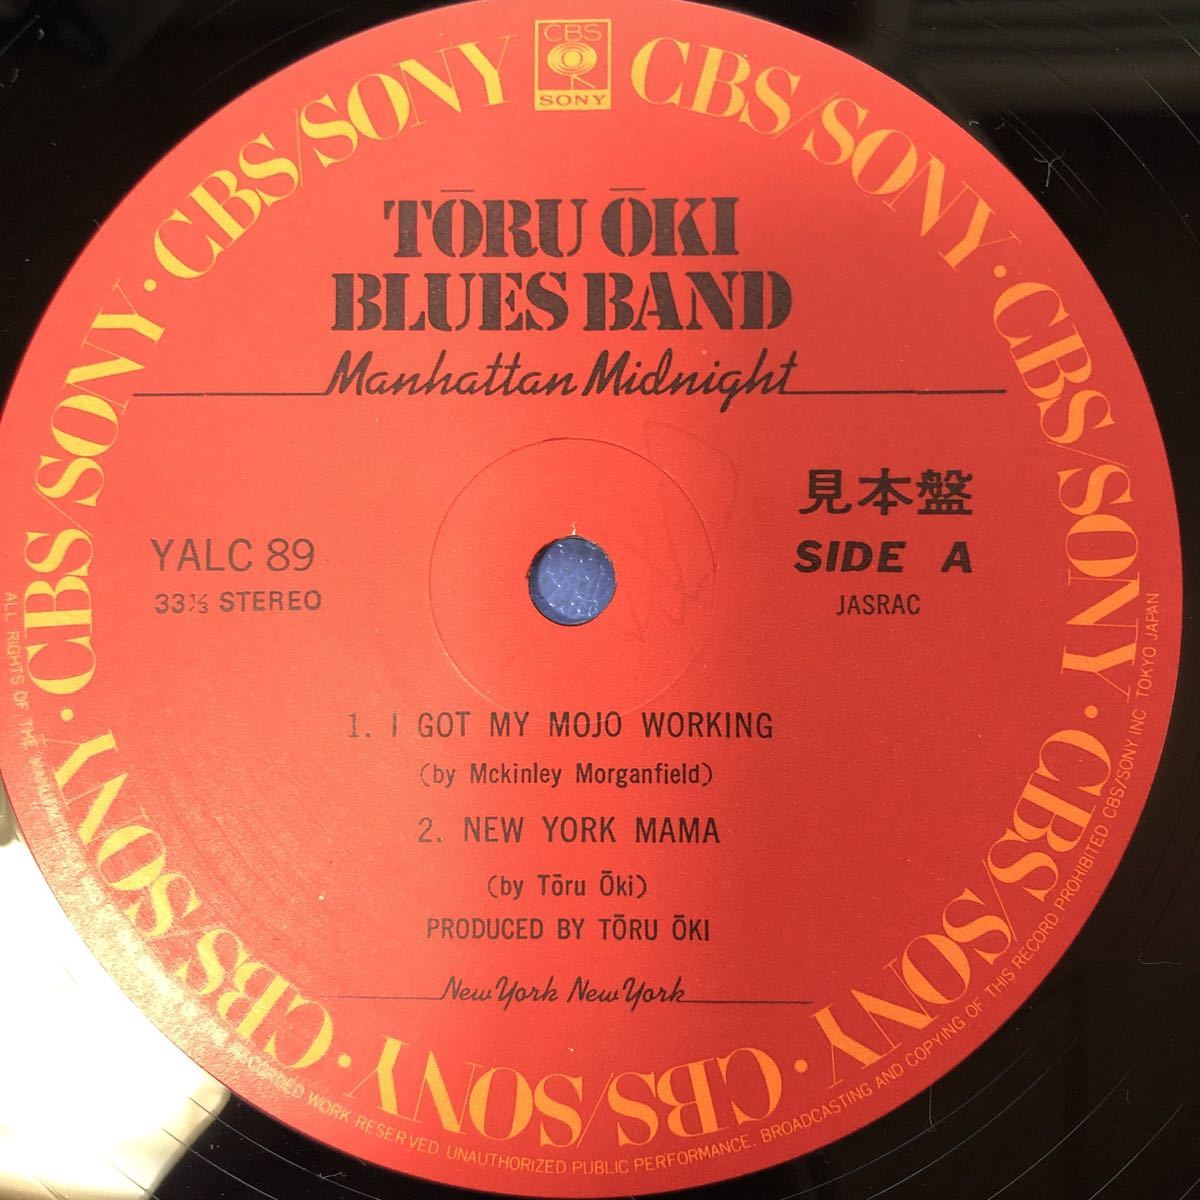 CBS
SONY
CBS/SONY · CBS/SONY · CBS/SONY · CBS/SONY · CBS/SONY · CBS/SONY · CBS/SONY · CBS/SONY
TŌRU ŌKI
BLUES BAND
Manhattan Midnight
見本盤
YALC 89
SIDE A
33⅓ STEREO
JASRAC
1. I GOT MY MOJO WORKING
(by Mckinley Morganfield)
2. NEW YORK MAMA
(by Tōru Ōki)
PRODUCED BY TŌRU ŌKI
New York New York
ALL RIGHTS OF THE RECORDED WORK RESERVED UNAUTHORIZED PUBLIC PERFORMANCE. BROADCASTING AND COPYING OF THIS RECORD PROHIBITED CBS/SONY INC TOKYO JAPAN.